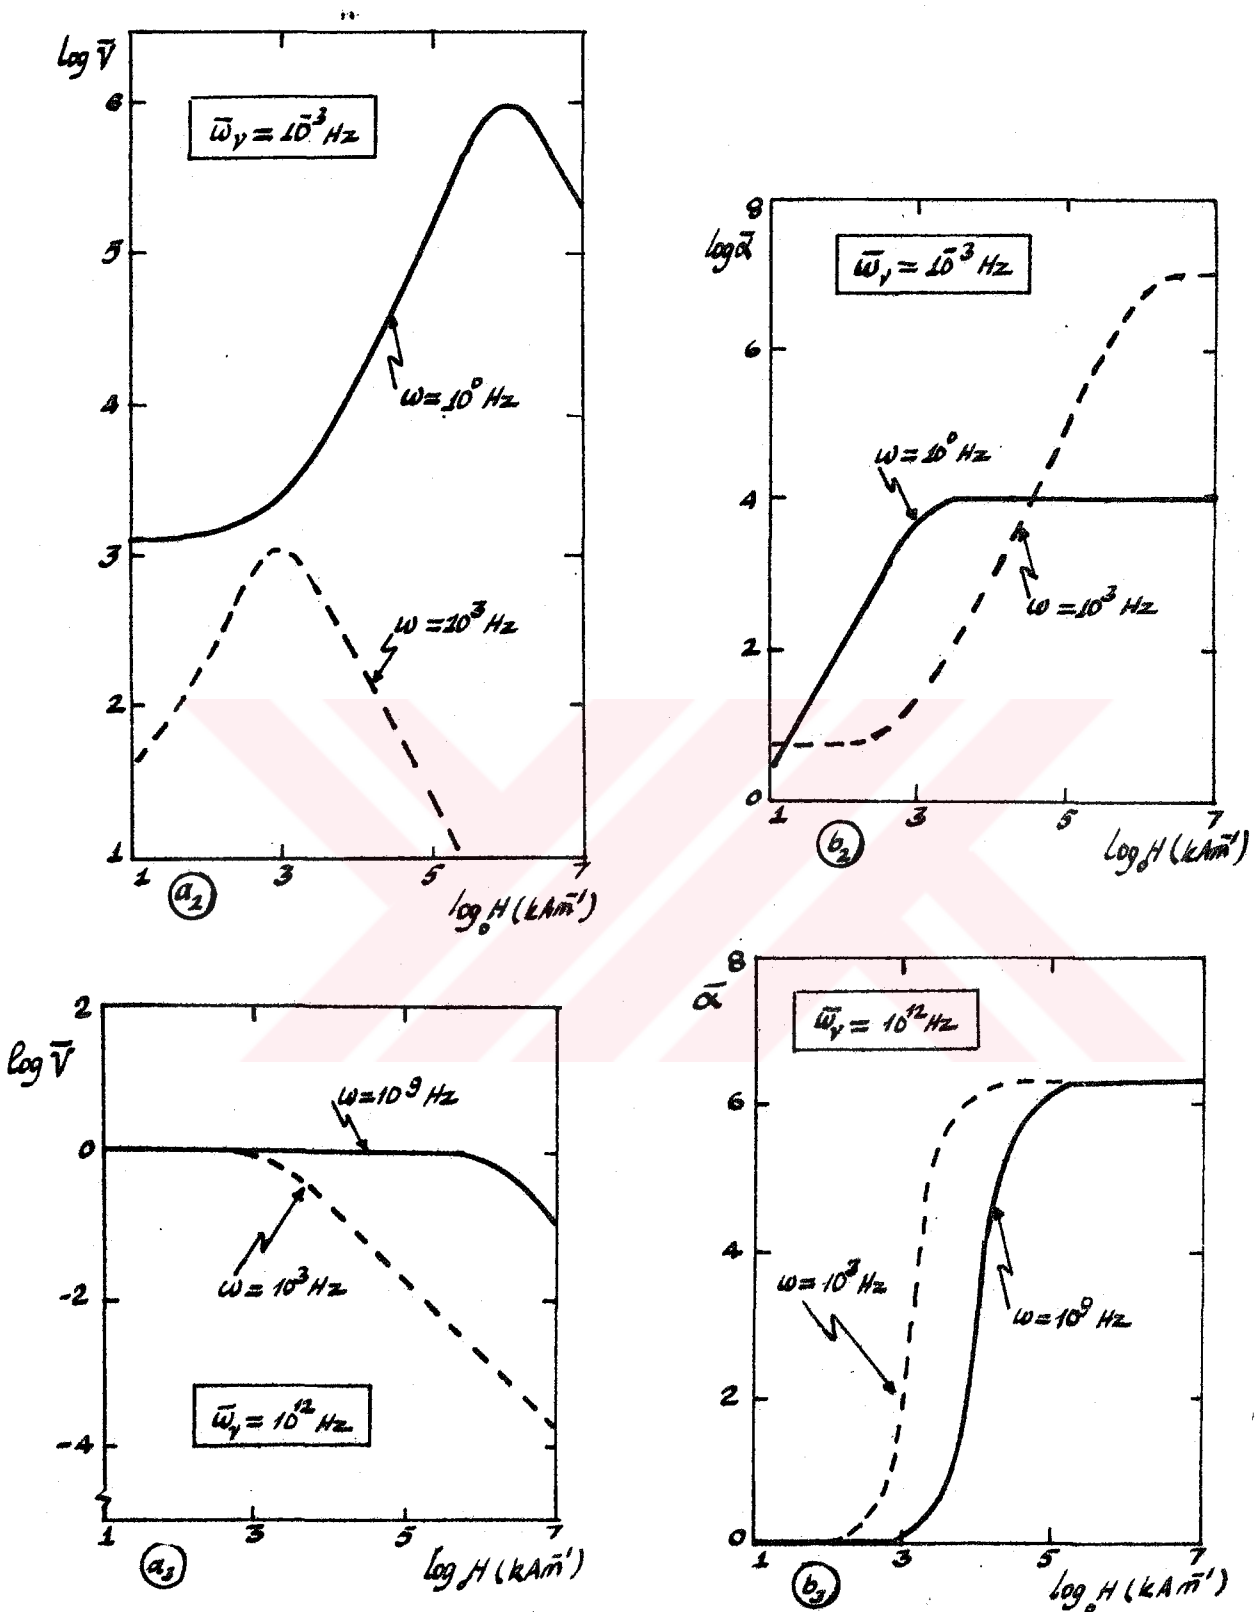 log V̄
6
5
4
3
2
1
ω̄ᵥ = 10⁻³ Hz
ω = 10⁰ Hz
ω = 10³ Hz
1 3 5 7
a₂
log₀H (kAm⁻¹)
8
log ᾱ
6
4
2
0
ω̄ᵥ = 10⁻³ Hz
ω = 10⁰ Hz
ω = 10³ Hz
1 3 5 7
b₂
log₀H (kAm⁻¹)
2
log V̄
0
-2
-4
ω = 10⁹ Hz
ω = 10³ Hz
ω̄ᵥ = 10¹² Hz
1 3 5 7
a₃
log₀H (kAm⁻¹)
8
ᾱ
6
4
2
0
ω̄ᵥ = 10¹² Hz
ω = 10³ Hz
ω = 10⁹ Hz
1 3 5 7
b₃
log₀H (kAm⁻¹)